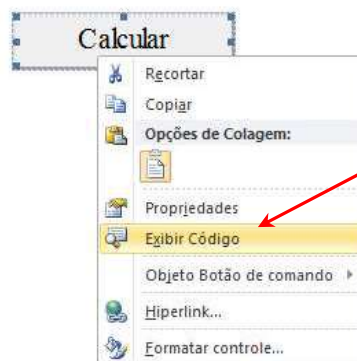 Calcular
Recortar
Copiar
Opções de Colagem:
Propriedades
Exibir Código
Objeto Botão de comando
Hiperlink...
Formatar controle...